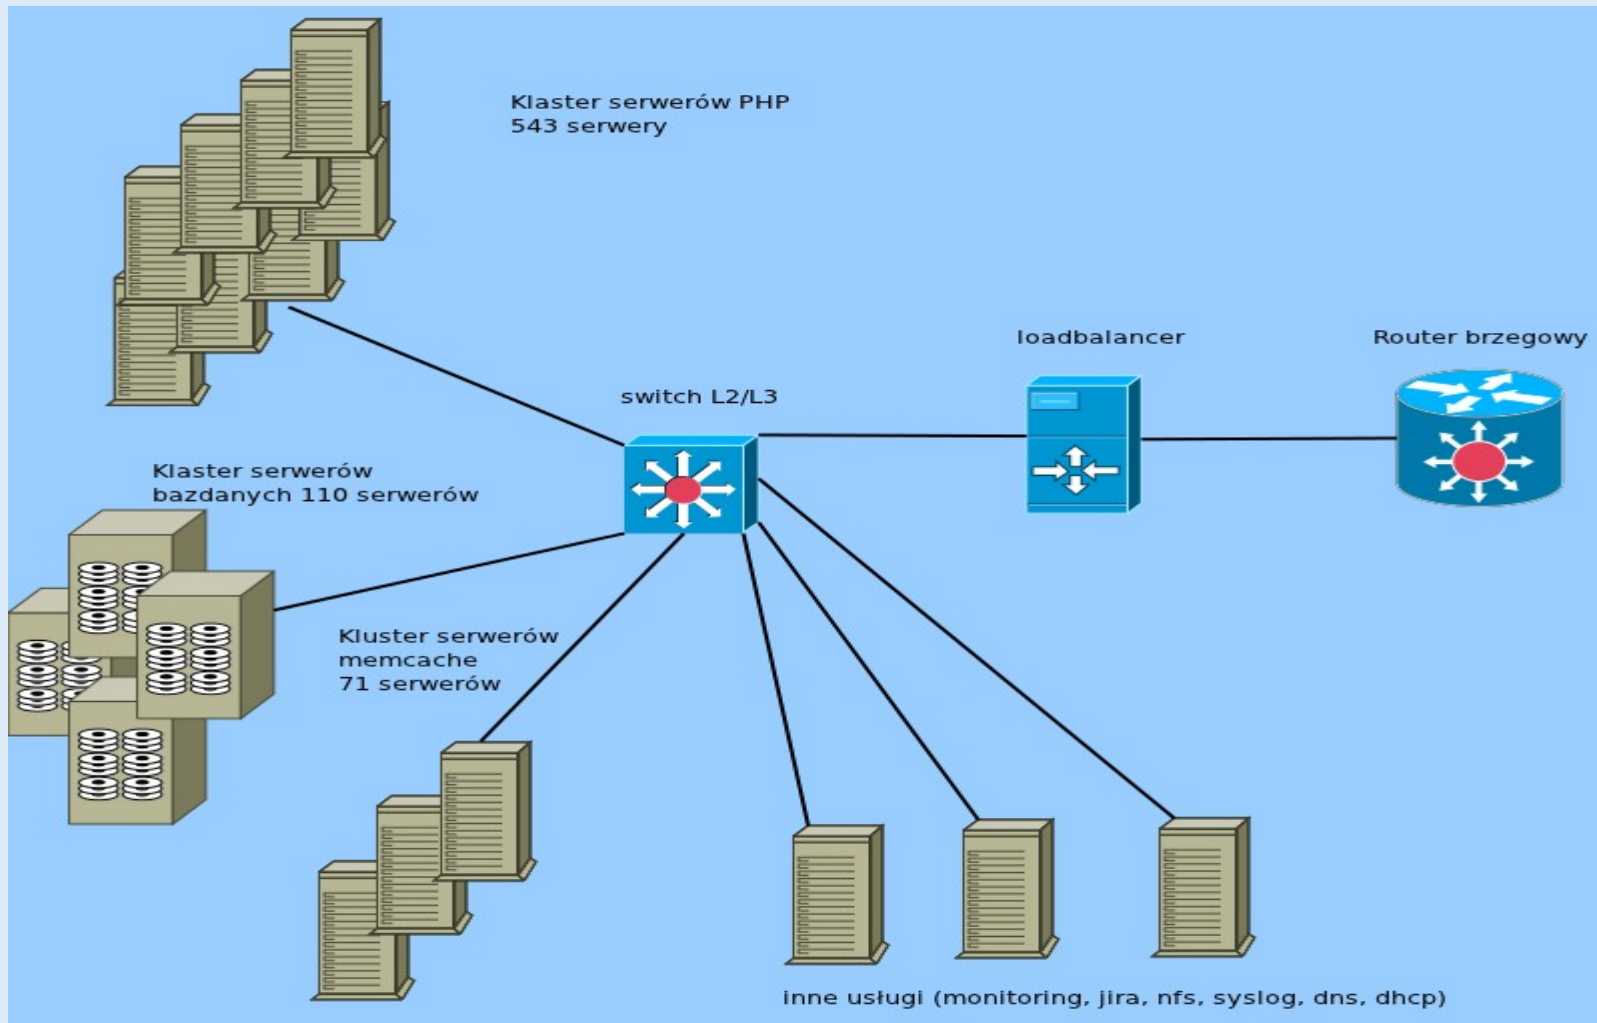 Klaster serwerów PHP
543 serwery
loadbalancer
Router brzegowy
switch L2/L3
Klaster serwerów
bazdanych 110 serwerów
Kluster serwerów
memcache
71 serwerów
inne usługi (monitoring, jira, nfs, syslog, dns, dhcp)